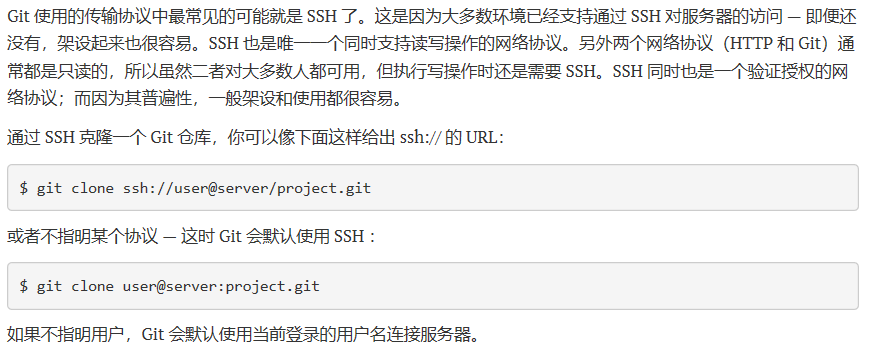 Git 使用的传输协议中最常见的可能就是 SSH 了。这是因为大多数环境已经支持通过 SSH 对服务器的访问 — 即便还
没有，架设起来也很容易。SSH 也是唯一一个同时支持读写操作的网络协议。另外两个网络协议（HTTP 和 Git）通
常都是只读的，所以虽然二者对大多数人都可用，但执行写操作时还是需要 SSH。SSH 同时也是一个验证授权的网
络协议；而因为其普遍性，一般架设和使用都很容易。
通过 SSH 克隆一个 Git 仓库，你可以像下面这样给出 ssh:// 的 URL：
$ git clone ssh://user@server/project.git
或者不指明某个协议 — 这时 Git 会默认使用 SSH ：
$ git clone user@server:project.git
如果不指明用户，Git 会默认使用当前登录的用户名连接服务器。